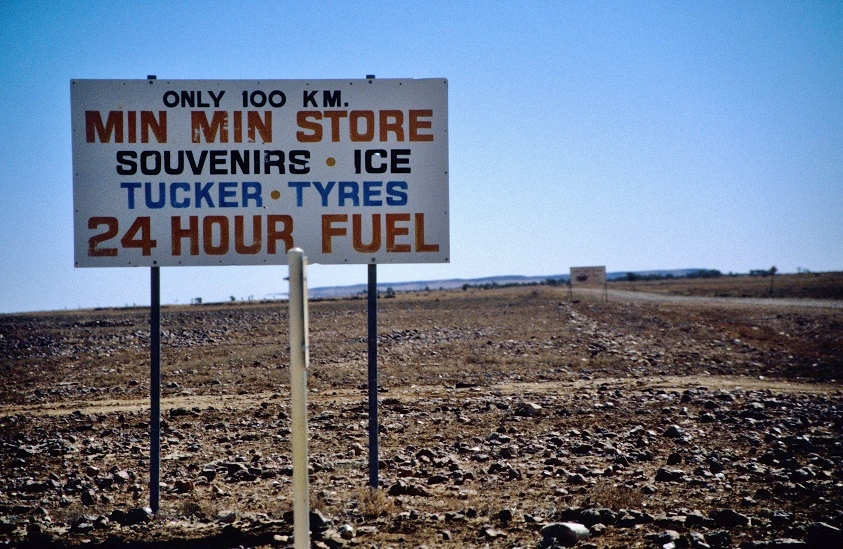 ONLY 100 KM.
MIN MIN STORE
SOUVENIRS • ICE
TUCKER • TYRES
24 HOUR FUEL